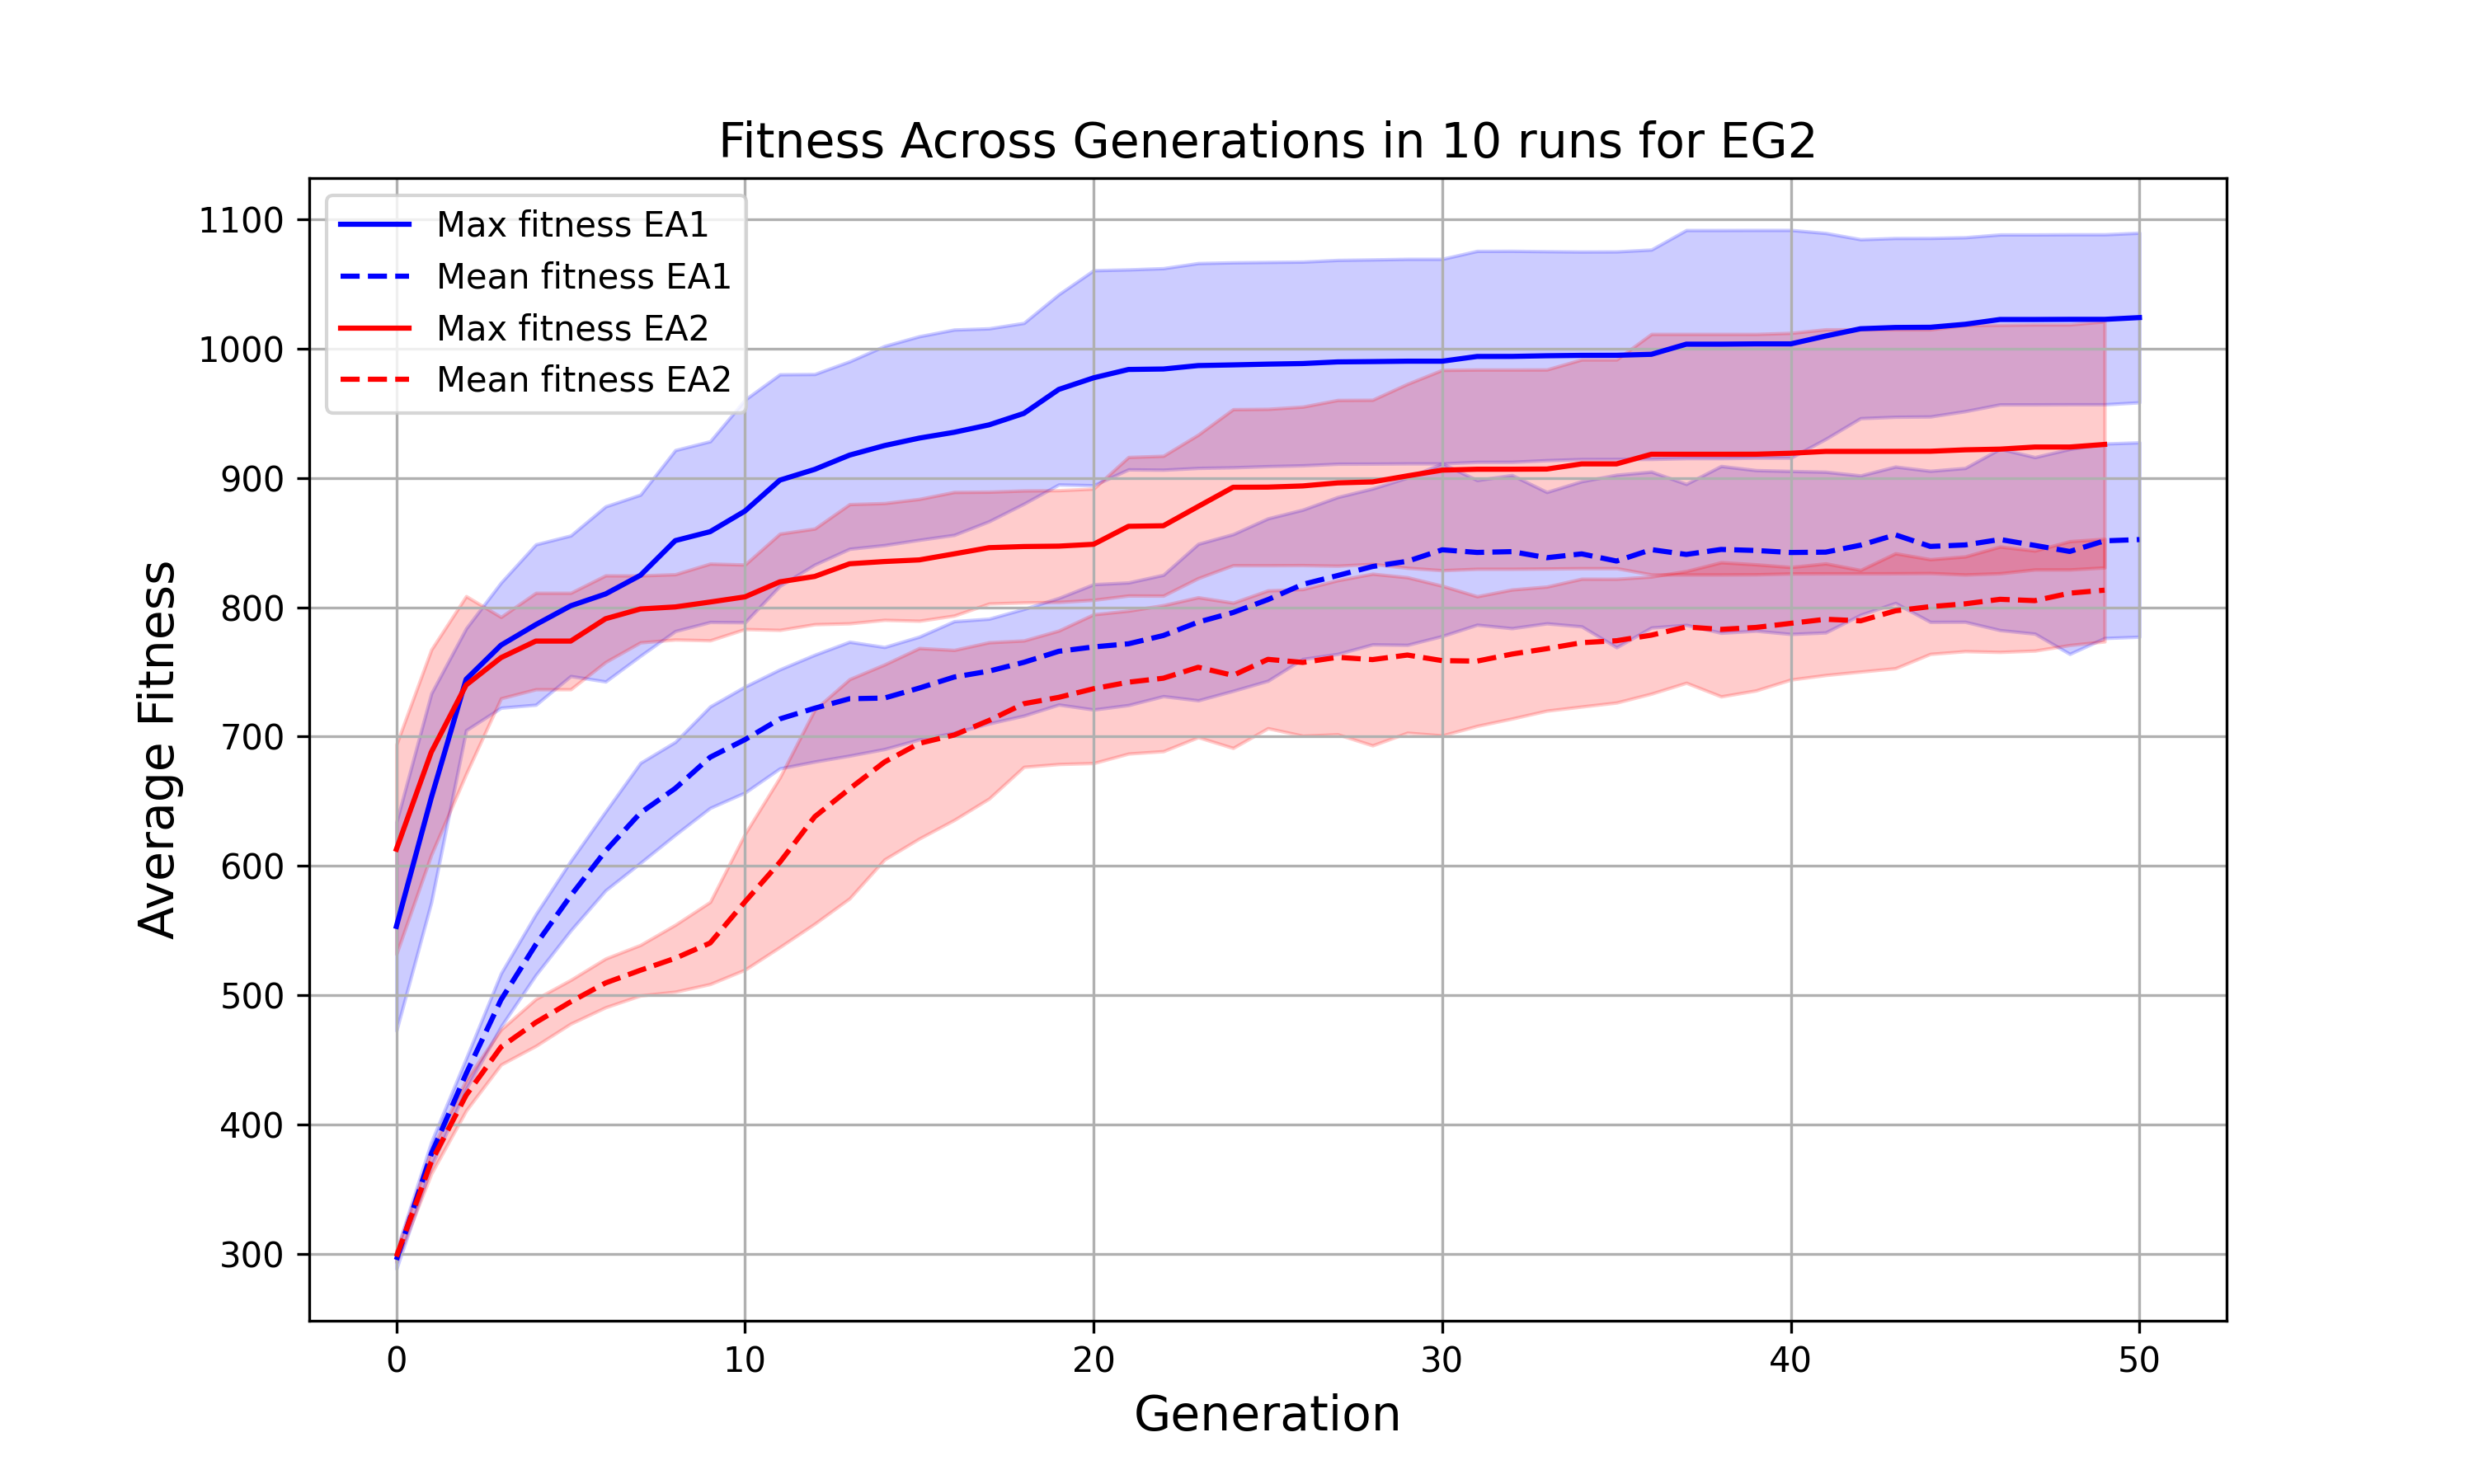 Fitness Across Generations in 10 runs for EG2
Max fitness EA1
Mean fitness EA1
Max fitness EA2
Mean fitness EA2
1100
1000
900
800
700
600
500
400
300
Average Fitness
0 10 20 30 40 50
Generation